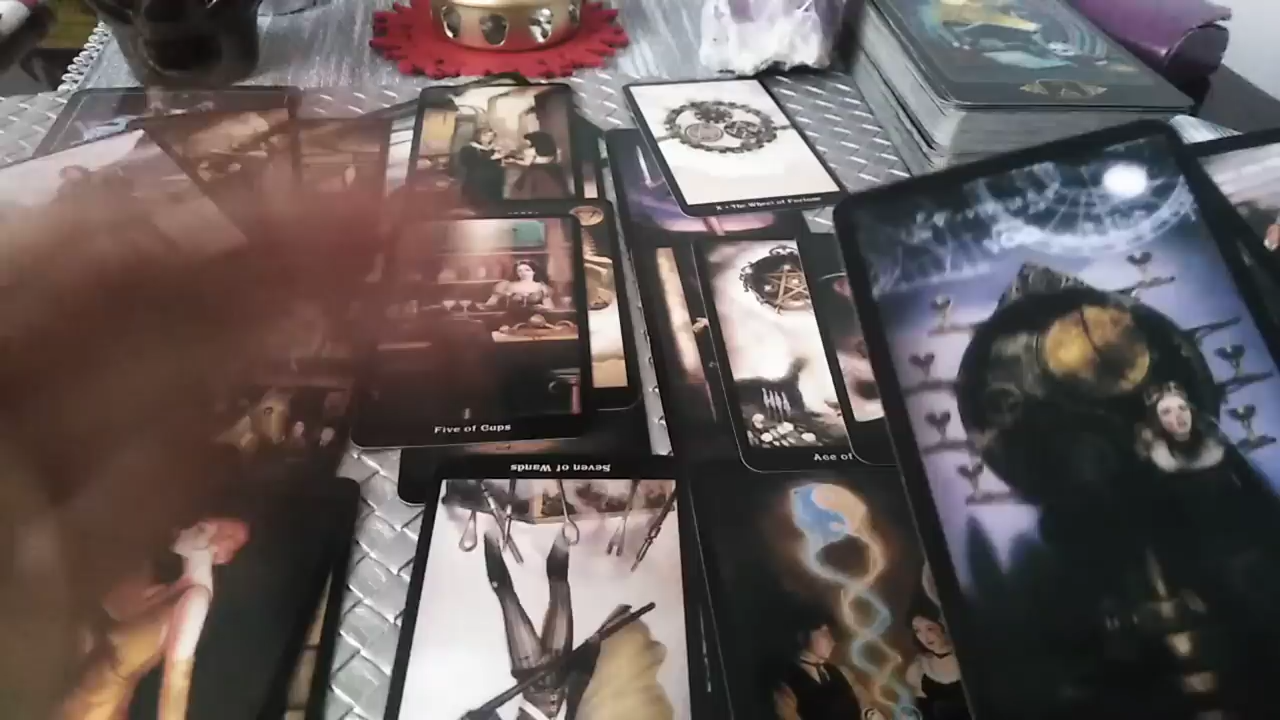 X • The Wheel of Fortune
Five of Cups
Ace of
Seven of Wands